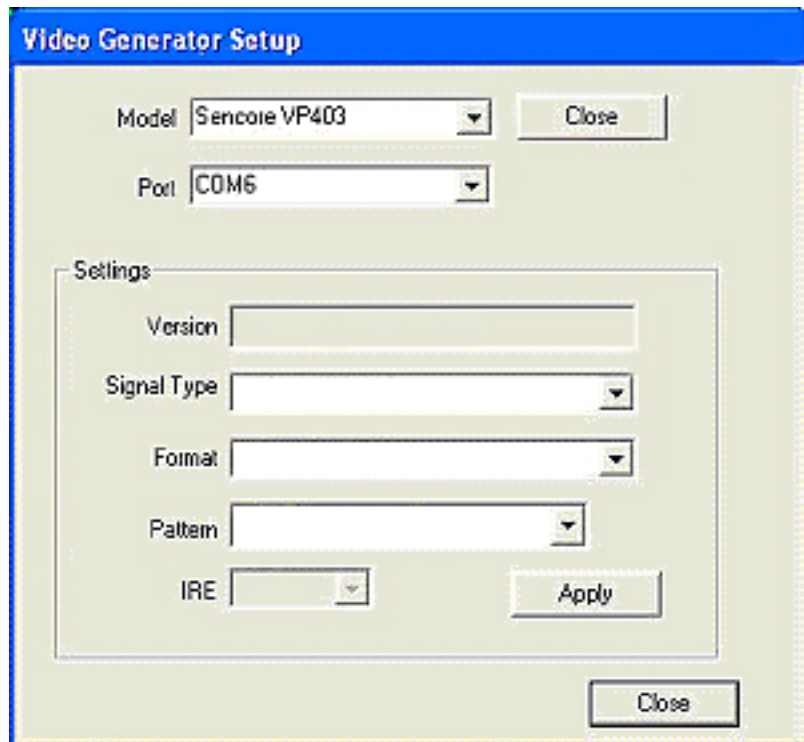 Video Generator Setup
Model Sencore VP403 Close
Port COM6
Settings
Version
Signal Type
Format
Pattern
IRE Apply
Close